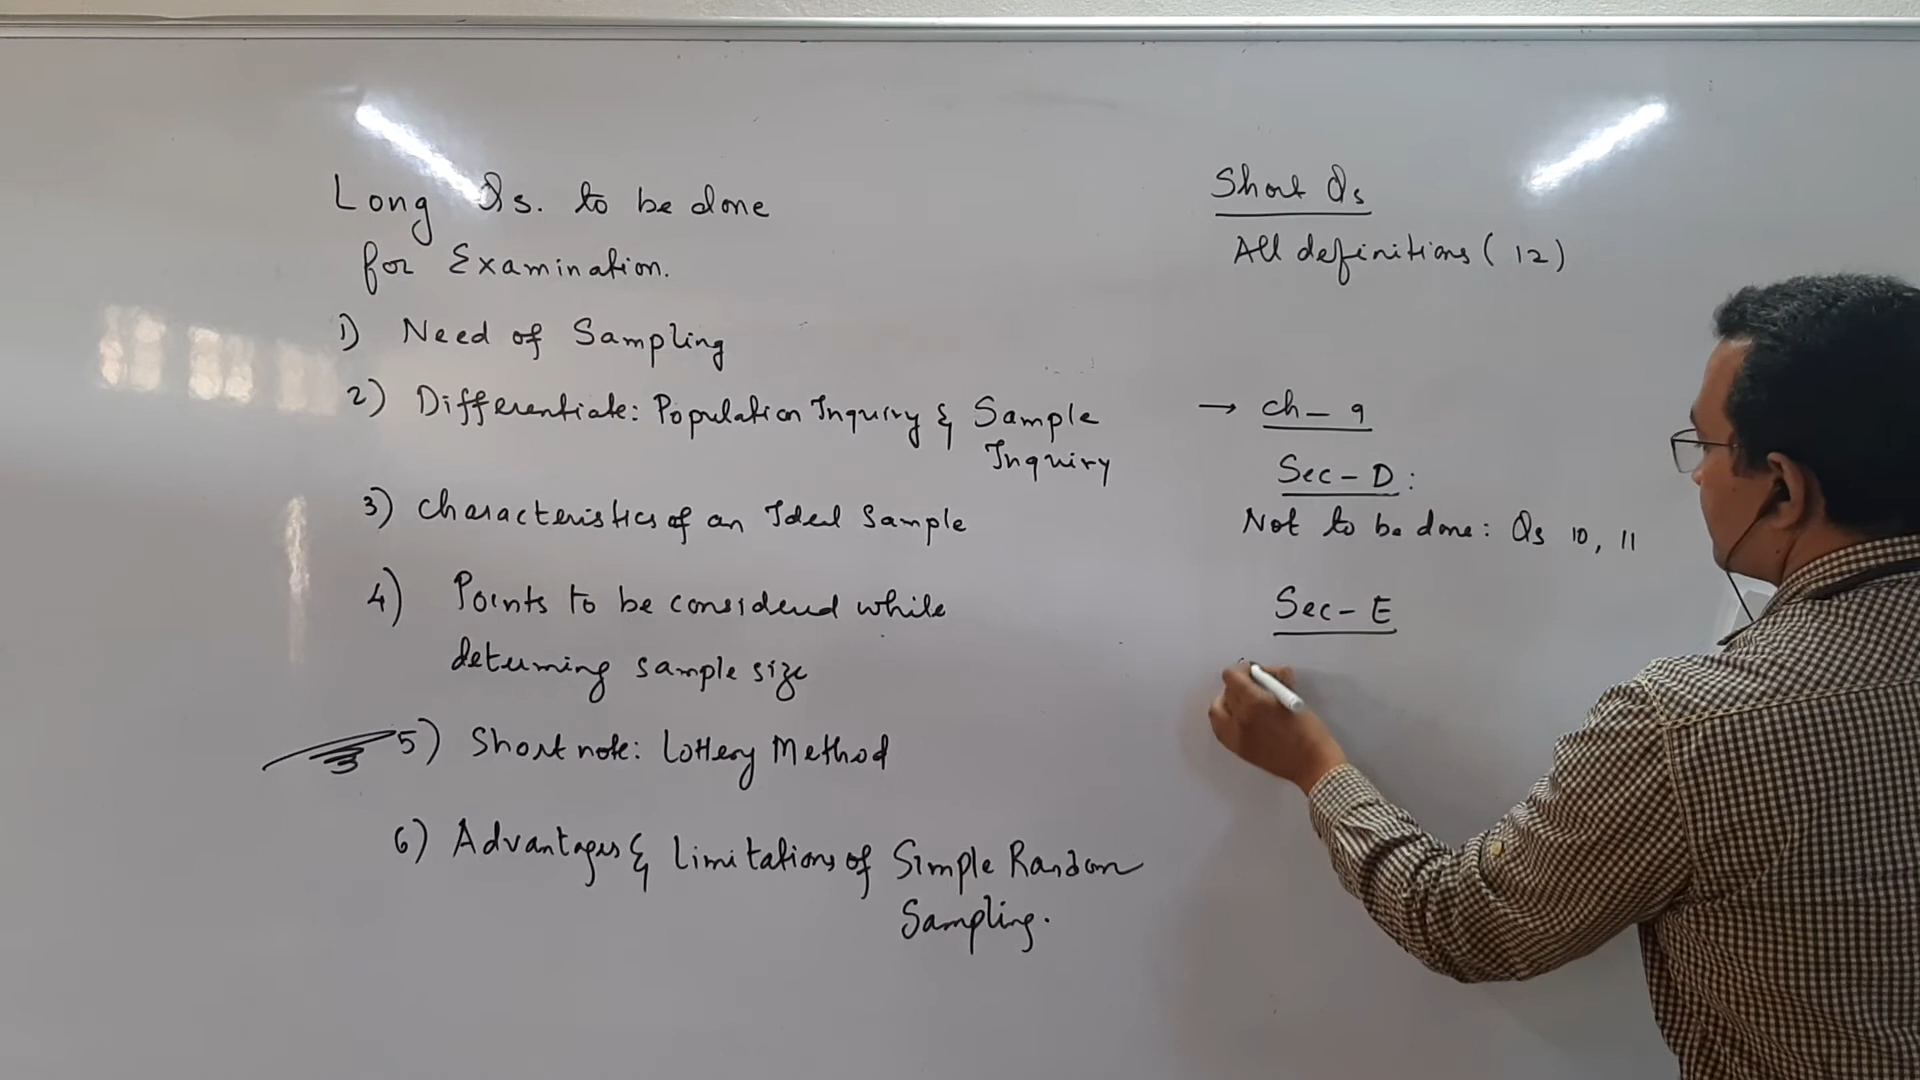 Long Qs. to be done
for Examination.
1) Need of Sampling
2) Differentiate: Population Inquiry & Sample
Inquiry
3) Characteristics of an Ideal Sample
4) Points to be considered while
determing sample size
5) Short note: Lottery Method
6) Advantages & Limitations of Simple Random
Sampling.
Short Qs
All definitions (12)
→ ch - 9
Sec - D:
Not to be done: Qs 10, 11
Sec - E